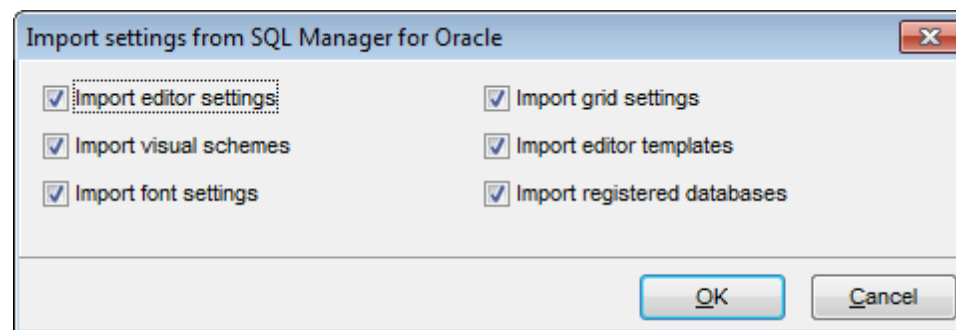 Import settings from SQL Manager for Oracle
Import editor settings
Import grid settings
Import visual schemes
Import editor templates
Import font settings
Import registered databases
OK
Cancel